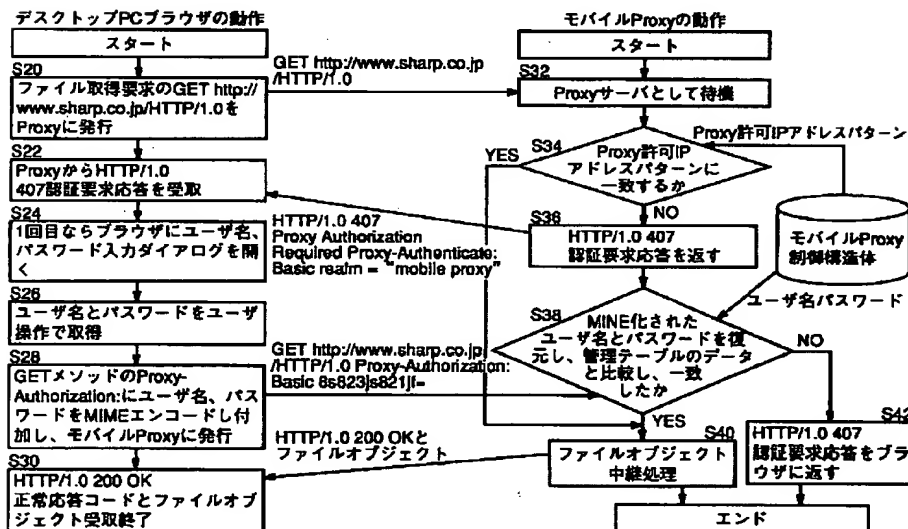 デスクトップPCブラウザの動作
スタート
S20
ファイル取得要求のGET http://
www.sharp.co.jp/HTTP/1.0を
Proxyに発行
S22
ProxyからHTTP/1.0
407認証要求応答を受取
S24
1回目ならブラウザにユーザ名、
パスワード入力ダイアログを開
く
S26
ユーザ名とパスワードをユーザ
操作で取得
S28
GETメソッドのProxy-
Authorization:にユーザ名、パス
ワードをMIMEエンコードし付
加し、モバイルProxyに発行
S30
HTTP/1.0 200 OK
正常応答コードとファイルオブ
ジェクト受取終了
GET http://www.sharp.co.jp
/HTTP/1.0
HTTP/1.0 407
Proxy Authorization
Required Proxy-Authenticate:
Basic realm = "mobile proxy"
GET http://www.sharp.co.jp/
/HTTP/1.0 Proxy-Authorization:
Basic 8s823js821jf=
HTTP/1.0 200 OKと
ファイルオブジェクト
モバイルProxyの動作
スタート
S32
Proxyサーバとして待機
S34
Proxy許可IP
アドレスパターンに
一致するか
YES
NO
Proxy許可IPアドレスパターン
S36
HTTP/1.0 407
認証要求応答を返す
モバイルProxy
制御構造体
ユーザ名パスワード
S38
MINE化された
ユーザ名とパスワードを復
元し、管理テーブルのデータ
と比較し、一致
したか
NO
YES
S40
ファイルオブジェクト
中継処理
S42
HTTP/1.0 407
認証要求応答をブラ
ウザに返す
エンド